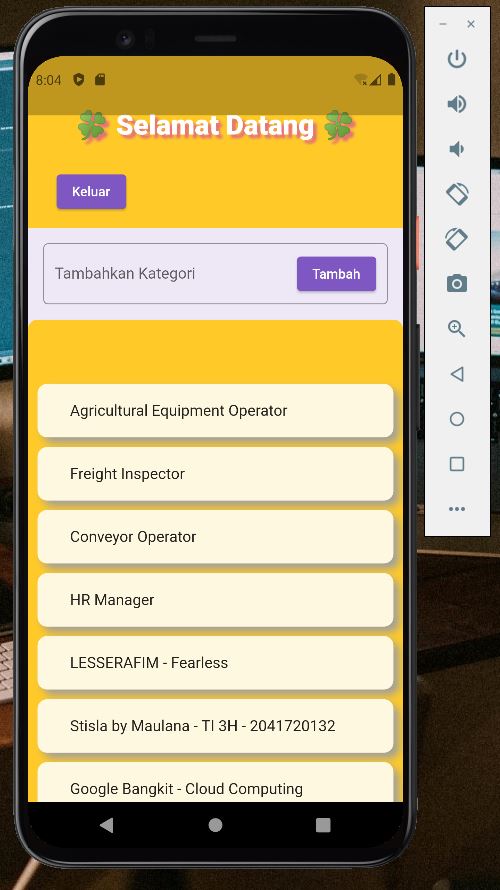 8:04
🍀 Selamat Datang 🍀
Keluar
Tambahkan Kategori
Tambah
Agricultural Equipment Operator
Freight Inspector
Conveyor Operator
HR Manager
LESSERAFIM - Fearless
Stisla by Maulana - TI 3H - 2041720132
Google Bangkit - Cloud Computing